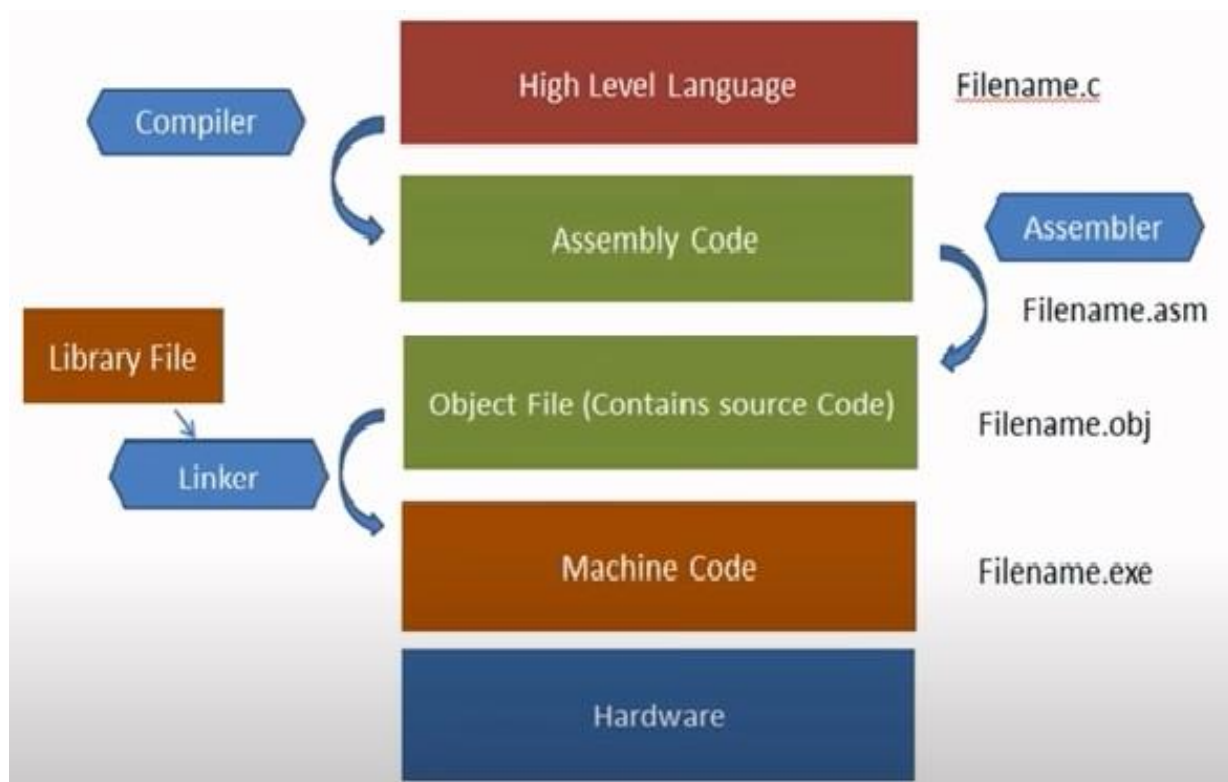 High Level Language
Filename.c
Compiler
Assembly Code
Assembler
Filename.asm
Library File
Object File (Contains source Code)
Filename.obj
Linker
Machine Code
Filename.exe
Hardware